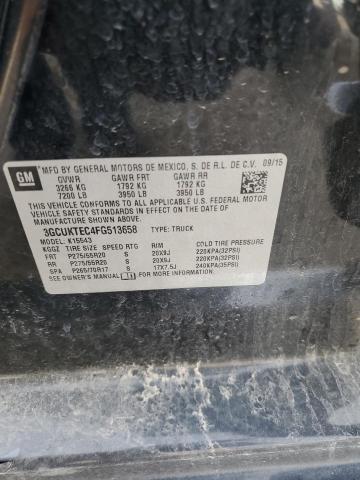 GM
MFD BY GENERAL MOTORS DE MEXICO, S. DE R.L. DE C.V. 09/15
GVWR GAWR FRT GAWR RR
3266 KG 1792 KG 1792 KG
7200 LB 3950 LB 3950 LB
THIS VEHICLE CONFORMS TO ALL APPLICABLE U.S. FEDERAL MOTOR
VEHICLE SAFETY AND THEFT PREVENTION STANDARDS IN EFFECT ON THE DATE OF
MANUFACTURE SHOWN ABOVE.
3GCUKTEC4FG513658 TYPE: TRUCK
MODEL: K15543
KGGZ TIRE SIZE SPEED RTG RIM COLD TIRE PRESSURE
FRT P275/55R20 S 20X9J 220KPA(32PSI)
RR P275/55R20 S 20X9J 220KPA(32PSI)
SPA P265/70R17 S 17X7.5J 240KPA(35PSI)
SEE OWNER'S MANUAL